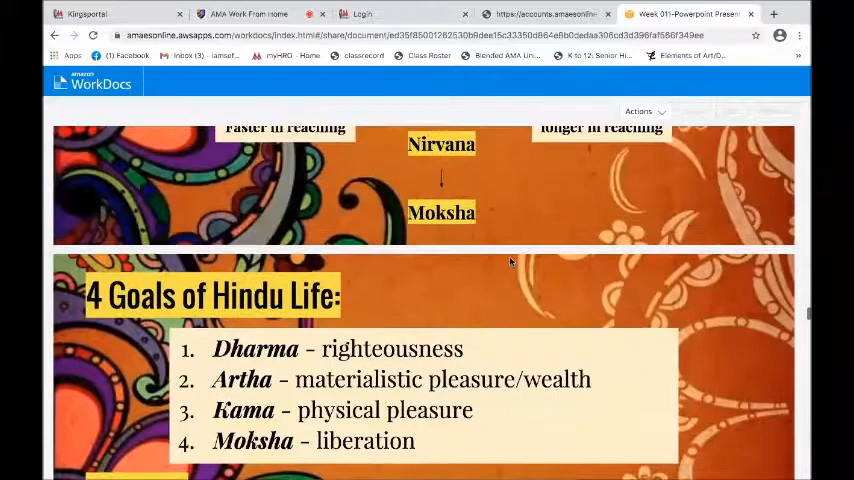 Kingsportal
AMA Work From Home
Login
https://accounts.amaesonline
Week 011-Powerpoint Present
amaesonline.awsapps.com/workdocs/index.html#/share/document/ed35f85001262530b9dee15c33350d864e8b0dedaa306cd3d396faf566f349ee
Apps
(1) Facebook
Inbox (3) - iamsof...
myHRO - Home
classrecord
Class Roster
Blended AMA Uni...
K to 12: Senior Hi...
Elements of Art/D...
amazon
WorkDocs
Actions
Faster in reaching
longer in reaching
Nirvana
Moksha
4 Goals of Hindu Life:
1. Dharma - righteousness
2. Artha - materialistic pleasure/wealth
3. Kama - physical pleasure
4. Moksha - liberation